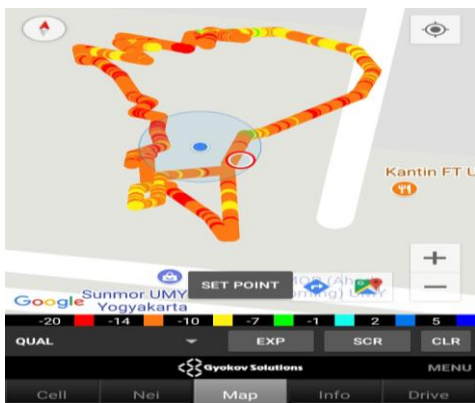 Kantin FT U
SET POINT
Google
Sunmor UMY
Yogyakarta
-20 -14 -10 -7 -1 2 5
QUAL EXP SCR CLR
Gyokov Solutions MENU
Cell Nei Map Info Drive